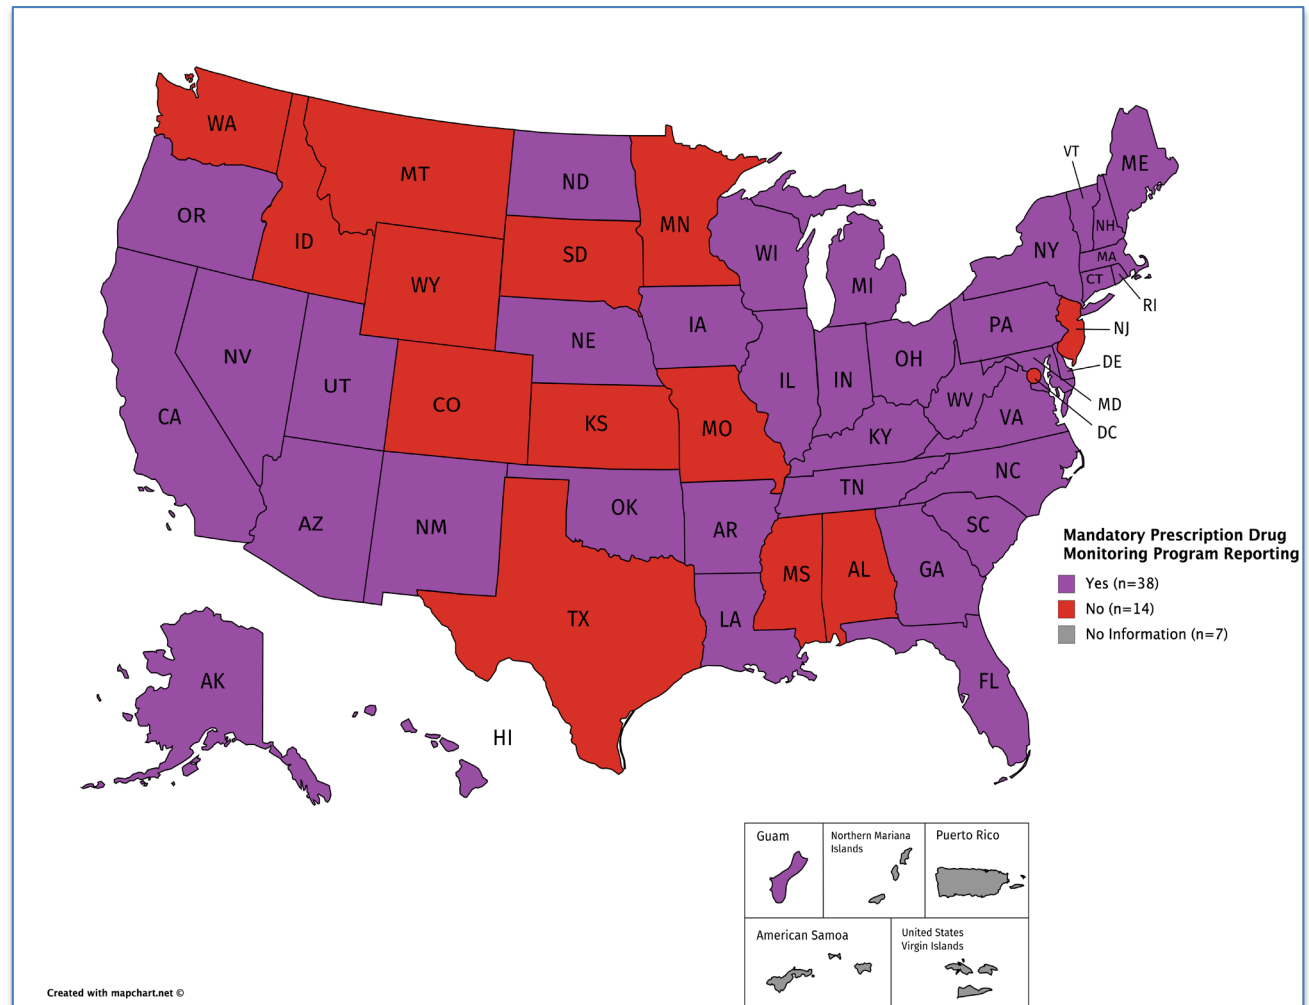 WA
MT
ND
MN
VT
ME
OR
ID
SD
WI
NY
NH
MA
WY
MI
CT
RI
NE
IA
PA
NJ
NV
UT
IL
IN
OH
DE
CA
CO
KS
MO
WV
VA
MD
KY
DC
NC
TN
AZ
NM
OK
AR
SC
MS
AL
GA
TX
LA
Mandatory Prescription Drug
Monitoring Program Reporting
Yes (n=38)
No (n=14)
No Information (n=7)
AK
FL
HI
Guam
Northern Mariana
Islands
Puerto Rico
American Samoa
United States
Virgin Islands
Created with mapchart.net ©